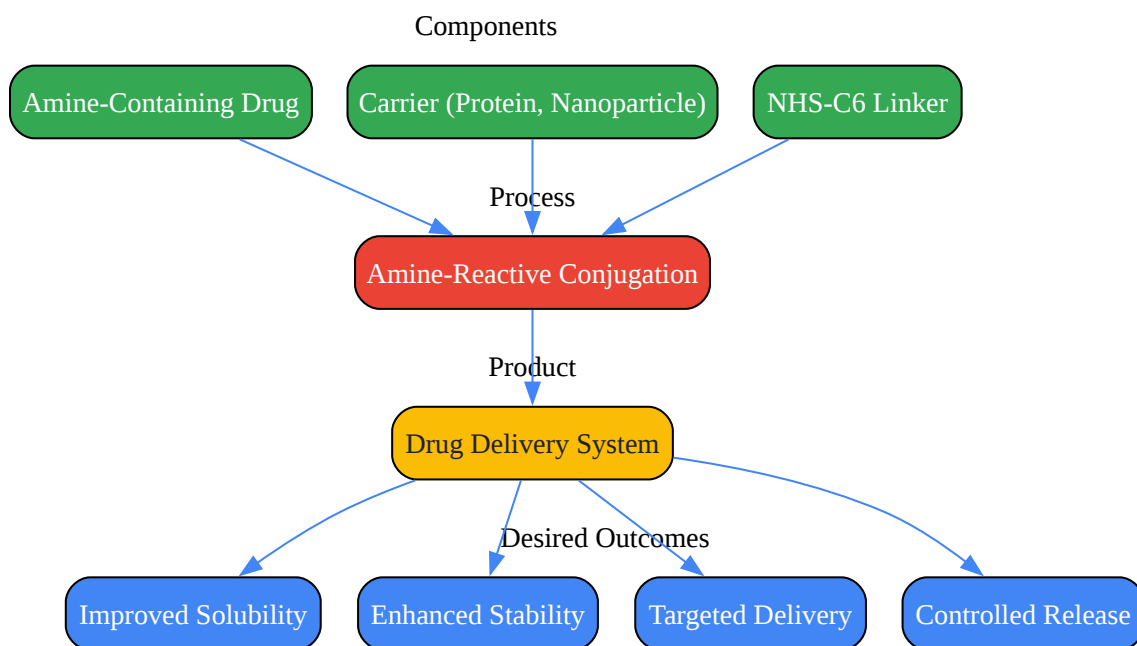 Components
Amine-Containing Drug
Carrier (Protein, Nanoparticle)
NHS-C6 Linker
Process
Amine-Reactive Conjugation
Product
Drug Delivery System
Desired Outcomes
Improved Solubility
Enhanced Stability
Targeted Delivery
Controlled Release